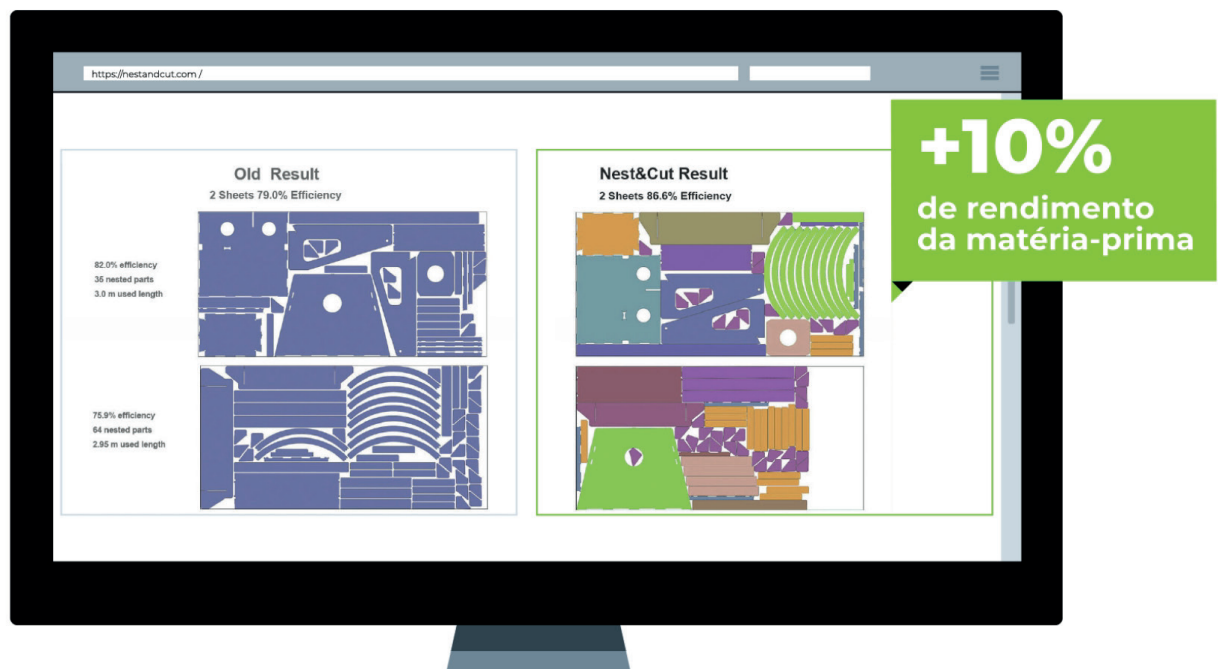 https://nestandcut.com /
Old Result
2 Sheets 79.0% Efficiency
82.0% efficiency
35 nested parts
3.0 m used length
75.9% efficiency
64 nested parts
2.95 m used length
Nest&Cut Result
2 Sheets 86.6% Efficiency
+10%
de rendimento
da matéria-prima